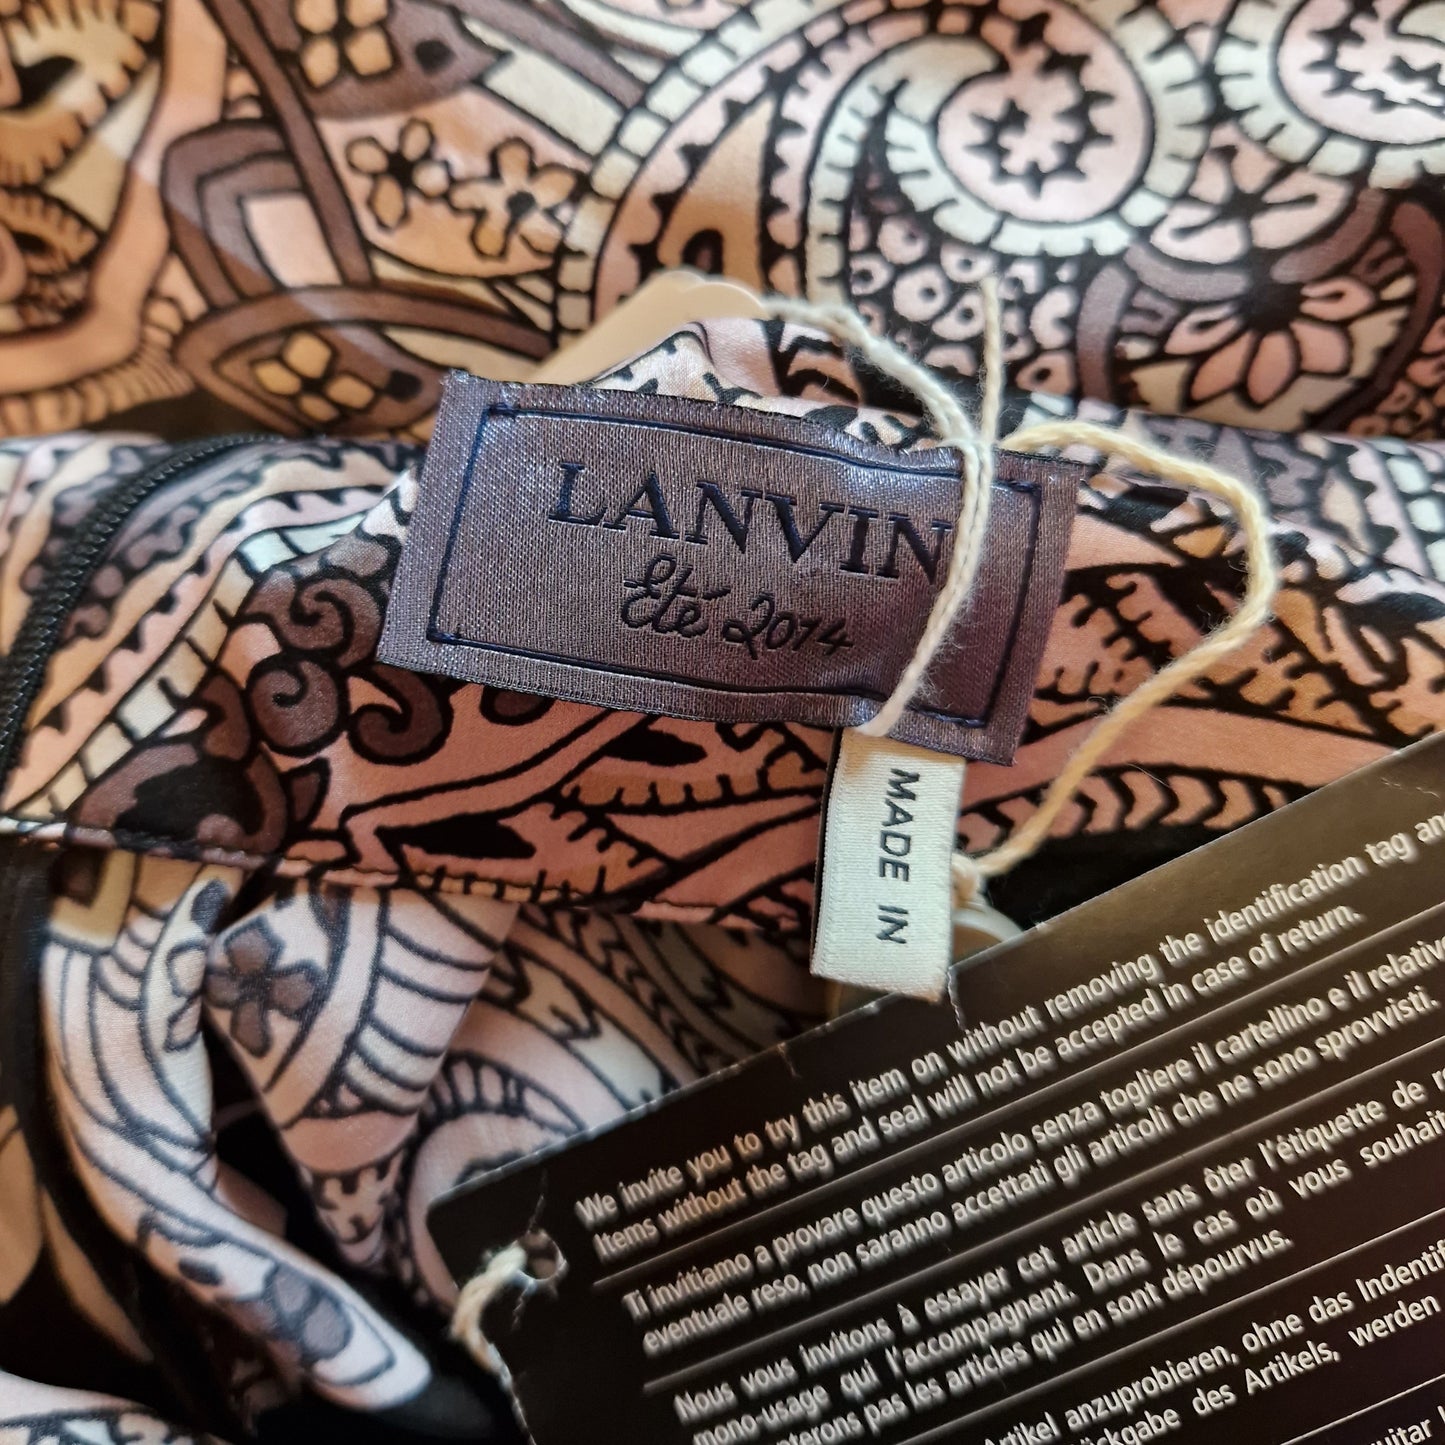 LANVIN
Eté 2014
MADE IN
We invite you to try this item on without removing the identification tag an
Items without the tag and seal will not be accepted in case of return.
Ti invitiamo a provare questo articolo senza togliere il cartellino e il relativ
eventuale reso, non saranno accettati gli articoli che ne sono sprovvisti.
Nous vous invitons à essayer cet article sans ôter l'étiquette de
mono-usage qui l'accompagnent. Dans le cas où vous souhait
pas les articles qui en sont dépourvus.
Artikel anzuprobieren, ohne das Indentifi
des Artikels, werden